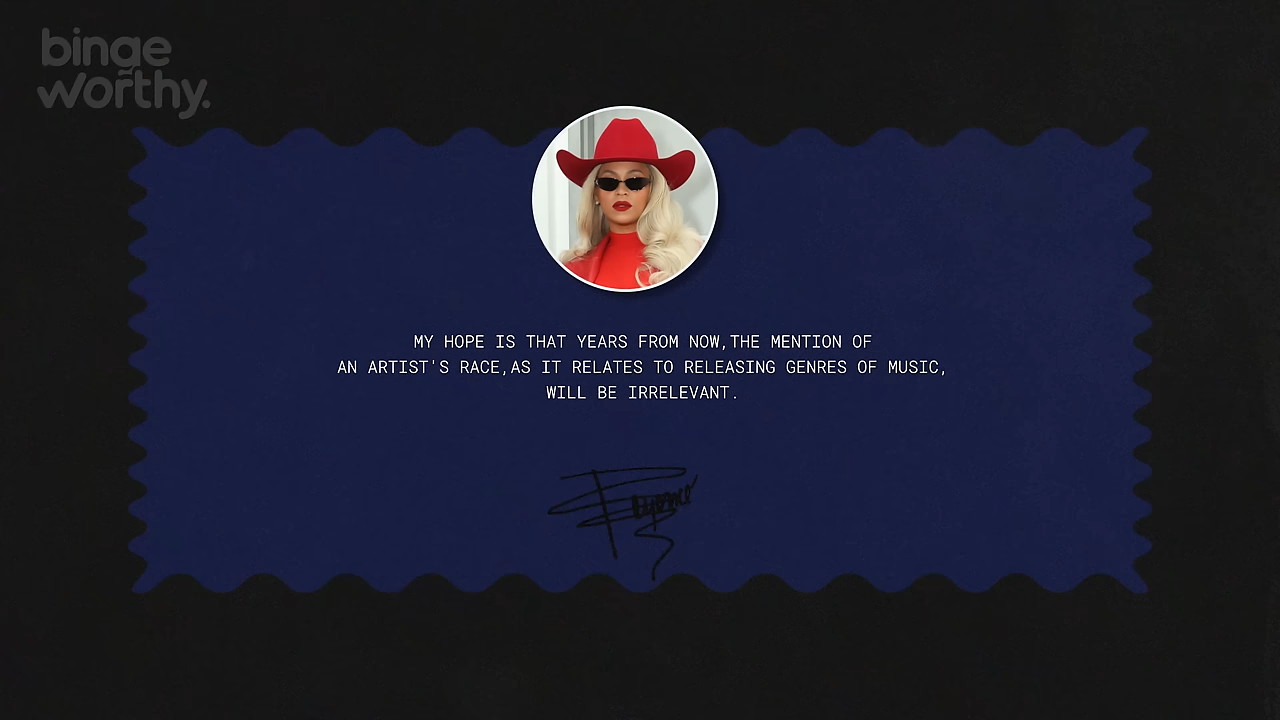 binge
worthy.
MY HOPE IS THAT YEARS FROM NOW,THE MENTION OF
AN ARTIST'S RACE,AS IT RELATES TO RELEASING GENRES OF MUSIC,
WILL BE IRRELEVANT.
Beyonce